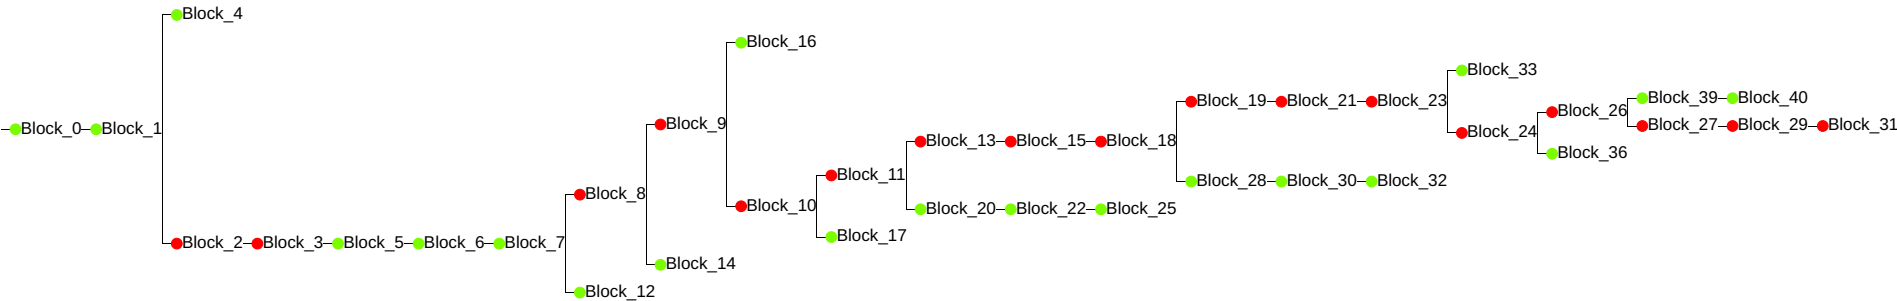 Block_4
Block_16
Block_33
Block_39
Block_40
Block_19
Block_21
Block_23
Block_26
Block_9
Block_27
Block_29
Block_31
Block_0
Block_1
Block_24
Block_13
Block_15
Block_18
Block_36
Block_11
Block_28
Block_30
Block_32
Block_8
Block_10
Block_20
Block_22
Block_25
Block_17
Block_2
Block_3
Block_5
Block_6
Block_7
Block_14
Block_12